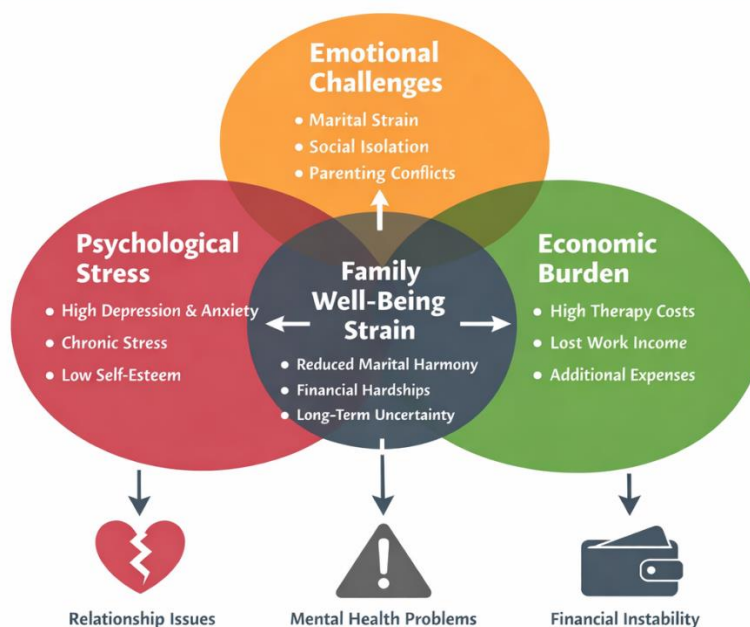 Emotional
Challenges
• Marital Strain
• Social Isolation
• Parenting Conflicts
Psychological
Stress
• High Depression & Anxiety
• Chronic Stress
• Low Self-Esteem
Family
Well-Being
Strain
• Reduced Marital Harmony
• Financial Hardships
• Long-Term Uncertainty
Economic
Burden
• High Therapy Costs
• Lost Work Income
• Additional Expenses
Relationship Issues
Mental Health Problems
Financial Instability